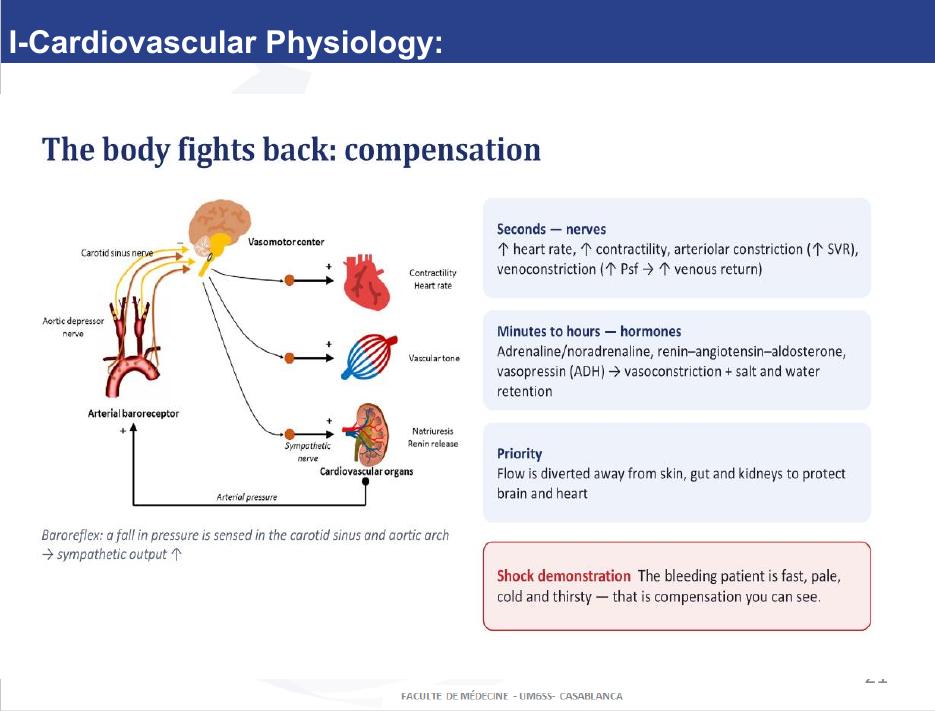 I-Cardiovascular Physiology:
The body fights back: compensation
Carotid sinus nerve
–
Vasomotor center
+
Contractility
Heart rate
Aortic depressor
nerve
+
Vascular tone
Arterial baroreceptor
+
+
Sympathetic
nerve
Natriuresis
Renin release
Cardiovascular organs
Arterial pressure
Baroreflex: a fall in pressure is sensed in the carotid sinus and aortic arch
→ sympathetic output ↑
Seconds — nerves
↑ heart rate, ↑ contractility, arteriolar constriction (↑ SVR),
venoconstriction (↑ Psf → ↑ venous return)
Minutes to hours — hormones
Adrenaline/noradrenaline, renin–angiotensin–aldosterone,
vasopressin (ADH) → vasoconstriction + salt and water
retention
Priority
Flow is diverted away from skin, gut and kidneys to protect
brain and heart
Shock demonstration The bleeding patient is fast, pale,
cold and thirsty — that is compensation you can see.
FACULTE DE MÉDECINE - UM6SS- CASABLANCA